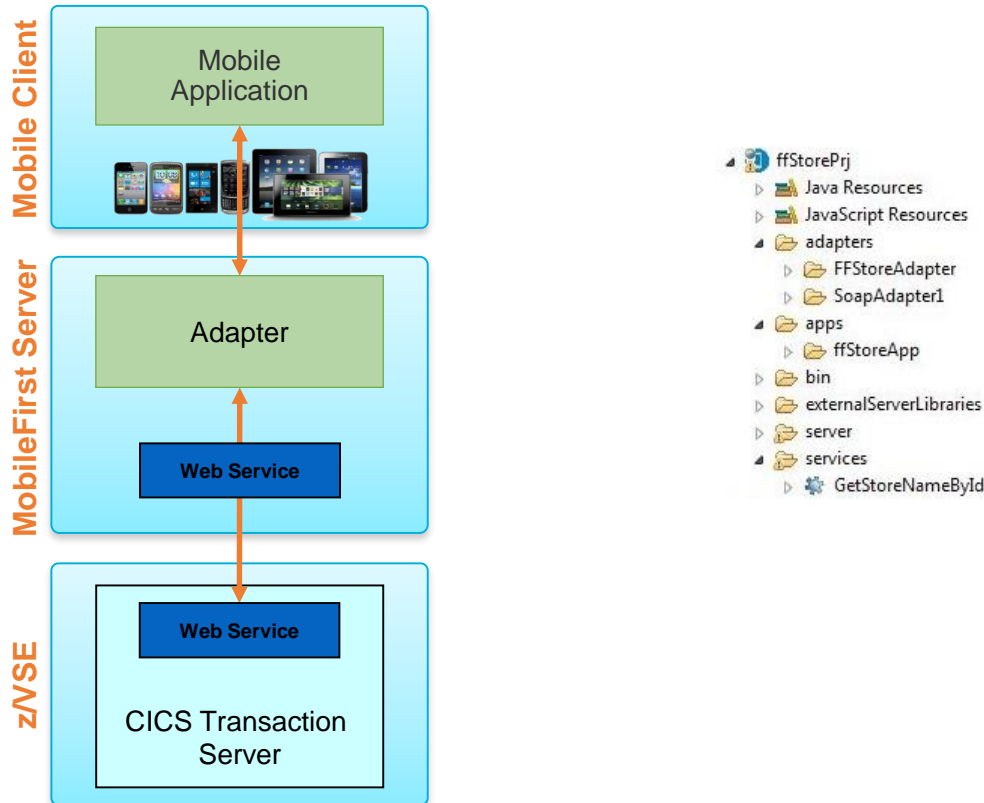 Mobile Client
Mobile
Application
MobileFirst Server
Adapter
Web Service
z/VSE
Web Service
CICS Transaction
Server
ffStorePrj
Java Resources
JavaScript Resources
adapters
FFStoreAdapter
SoapAdapter1
apps
ffStoreApp
bin
externalServerLibraries
server
services
GetStoreNameById